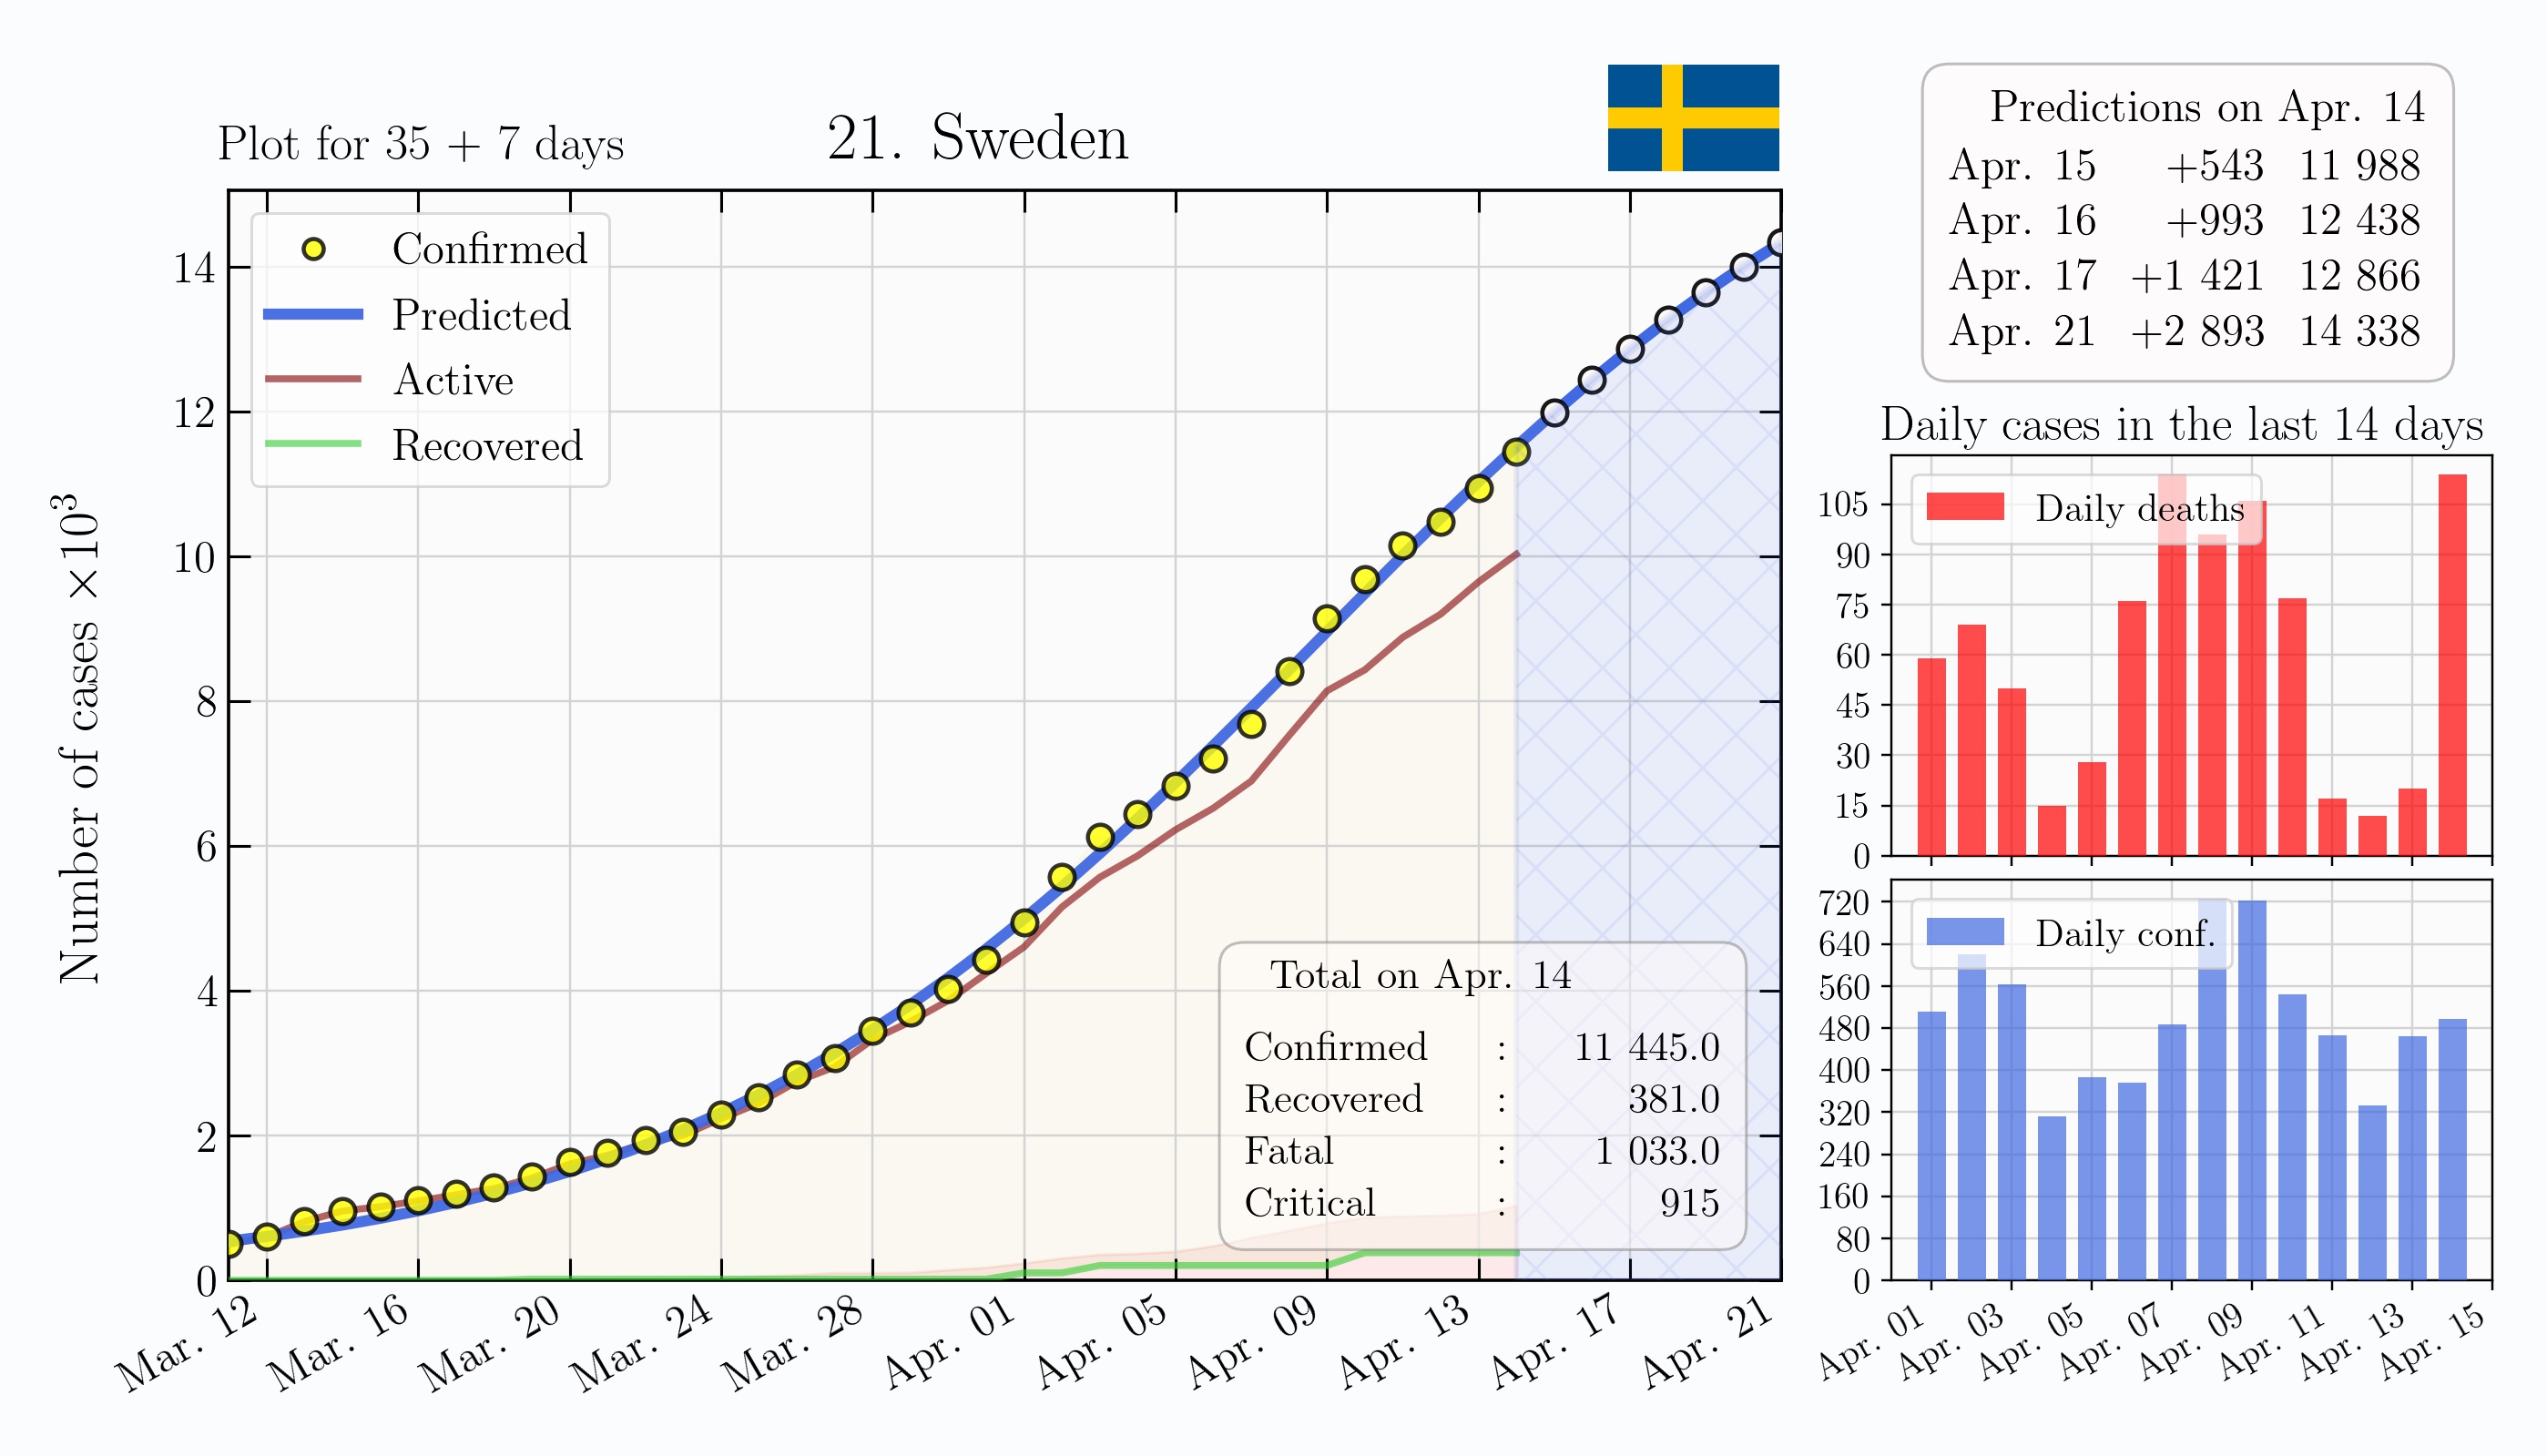 Plot for 35 + 7 days
21. Sweden
Confirmed
Predicted
Active
Recovered
Number of cases ×10³
14
12
10
8
6
4
2
0
Mar. 12
Mar. 16
Mar. 20
Mar. 24
Mar. 28
Apr. 01
Apr. 05
Apr. 09
Apr. 13
Apr. 17
Apr. 21
Total on Apr. 14
Confirmed : 11 445.0
Recovered : 381.0
Fatal : 1 033.0
Critical : 915
Predictions on Apr. 14
Apr. 15 +543 11 988
Apr. 16 +993 12 438
Apr. 17 +1 421 12 866
Apr. 21 +2 893 14 338
Daily cases in the last 14 days
Daily deaths
105
90
75
60
45
30
15
0
Daily conf.
720
640
560
480
400
320
240
160
80
0
Apr. 01
Apr. 03
Apr. 05
Apr. 07
Apr. 09
Apr. 11
Apr. 13
Apr. 15